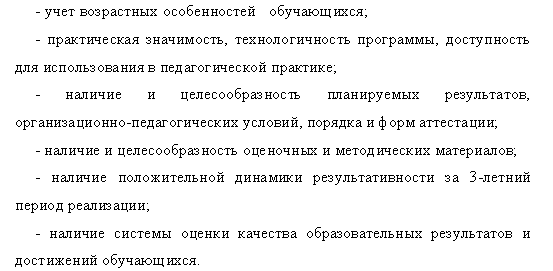 - учет возрастных особенностей обучающихся;
- практическая значимость, технологичность программы, доступность
для использования в педагогической практике;
- наличие и целесообразность планируемых результатов,
организационно-педагогических условий, порядка и форм аттестации;
- наличие и целесообразность оценочных и методических материалов;
- наличие положительной динамики результативности за 3-летний
период реализации;
- наличие системы оценки качества образовательных результатов и
достижений обучающихся.